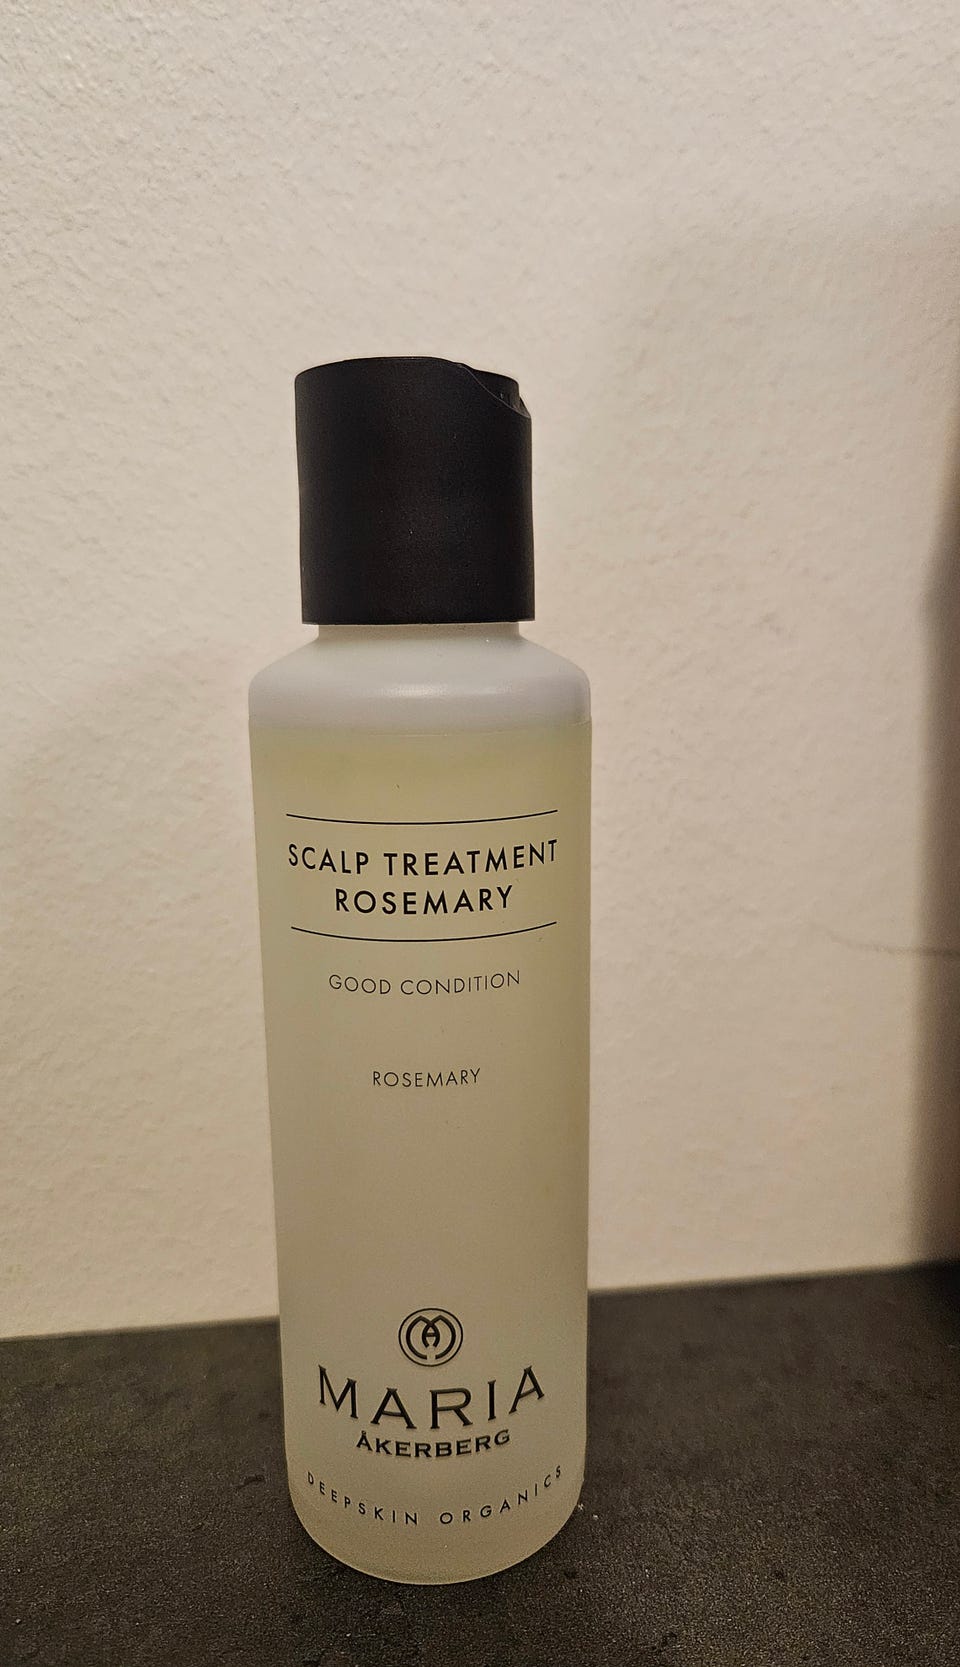 SCALP TREATMENT
ROSEMARY
GOOD CONDITION
ROSEMARY
MARIA
ÅKERBERG
DEEPSKIN ORGANICS